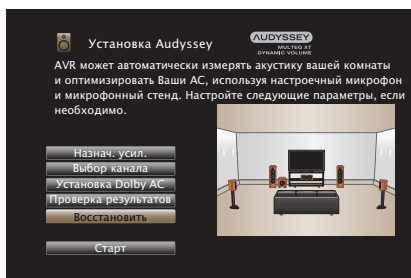 Установка Audyssey
AUDYSSEY
MULTEQ XT
DYNAMIC VOLUME
AVR может автоматически измерять акустику вашей комнаты
и оптимизировать Ваши АС, используя настроечный микрофон
и микрофонный стенд. Настройте следующие параметры, если
необходимо.
Назнач. усил.
Выбор канала
Установка Dolby АС
Проверка результатов
Восстановить
Старт